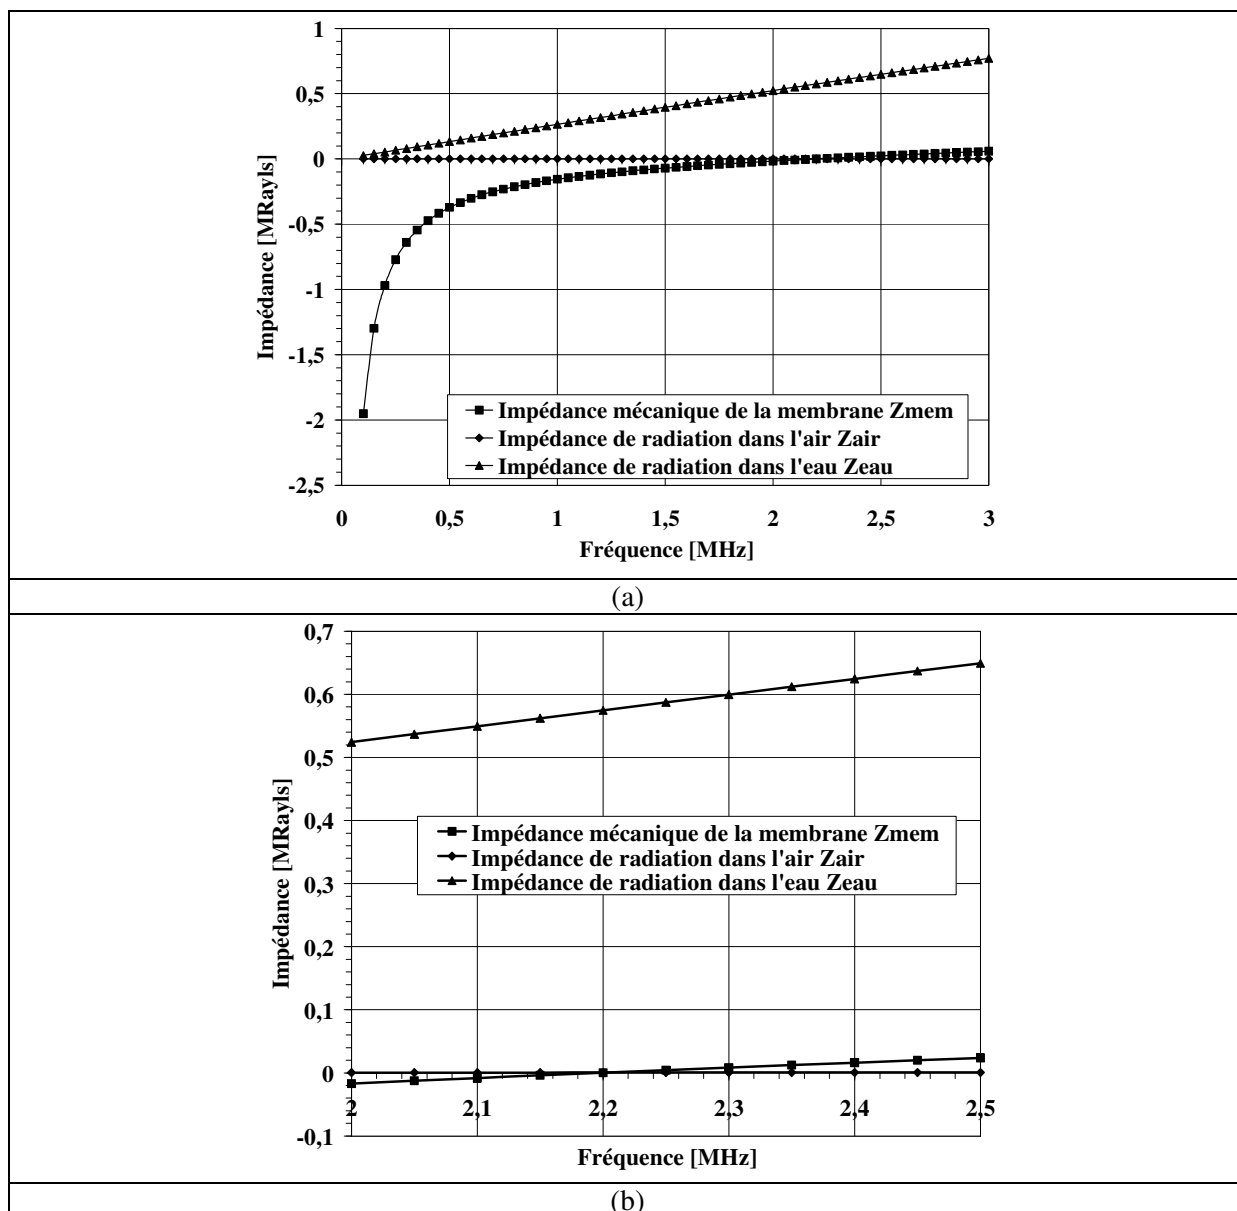 1
0,5
0
-0,5
-1
-1,5
-2
-2,5
Impédance [MRayls]
Impédance mécanique de la membrane Zmem
Impédance de radiation dans l'air Zair
Impédance de radiation dans l'eau Zeau
0 0,5 1 1,5 2 2,5 3
Fréquence [MHz]
(a)
0,7
0,6
0,5
0,4
0,3
0,2
0,1
0
-0,1
Impédance [MRayls]
Impédance mécanique de la membrane Zmem
Impédance de radiation dans l'air Zair
Impédance de radiation dans l'eau Zeau
2 2,1 2,2 2,3 2,4 2,5
Fréquence [MHz]
(b)